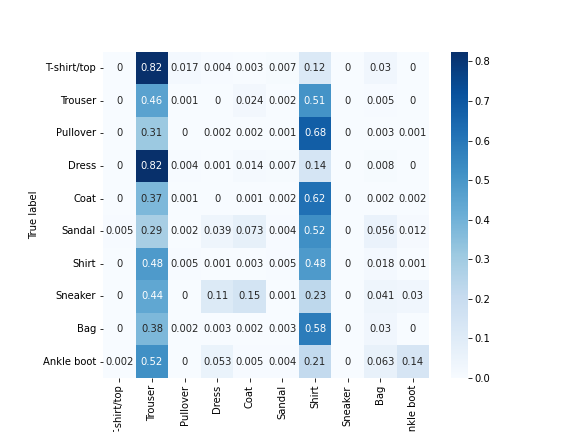 T-shirt/top 0 0.82 0.017 0.004 0.003 0.007 0.12 0 0.03 0
Trouser 0 0.46 0.001 0 0.024 0.002 0.51 0 0.005 0
Pullover 0 0.31 0 0.002 0.002 0.001 0.68 0 0.003 0.001
Dress 0 0.82 0.004 0.001 0.014 0.007 0.14 0 0.008 0
Coat 0 0.37 0.001 0 0.001 0.002 0.62 0 0.002 0.002
Sandal 0.005 0.29 0.002 0.039 0.073 0.004 0.52 0 0.056 0.012
Shirt 0 0.48 0.005 0.001 0.003 0.005 0.48 0 0.018 0.001
Sneaker 0 0.44 0 0.11 0.15 0.001 0.23 0 0.041 0.03
Bag 0 0.38 0.002 0.003 0.002 0.003 0.58 0 0.03 0
Ankle boot 0.002 0.52 0 0.053 0.005 0.004 0.21 0 0.063 0.14
True label
-shirt/top
Trouser
Pullover
Dress
Coat
Sandal
Shirt
Sneaker
Bag
nkle boot
0.8
0.7
0.6
0.5
0.4
0.3
0.2
0.1
0.0